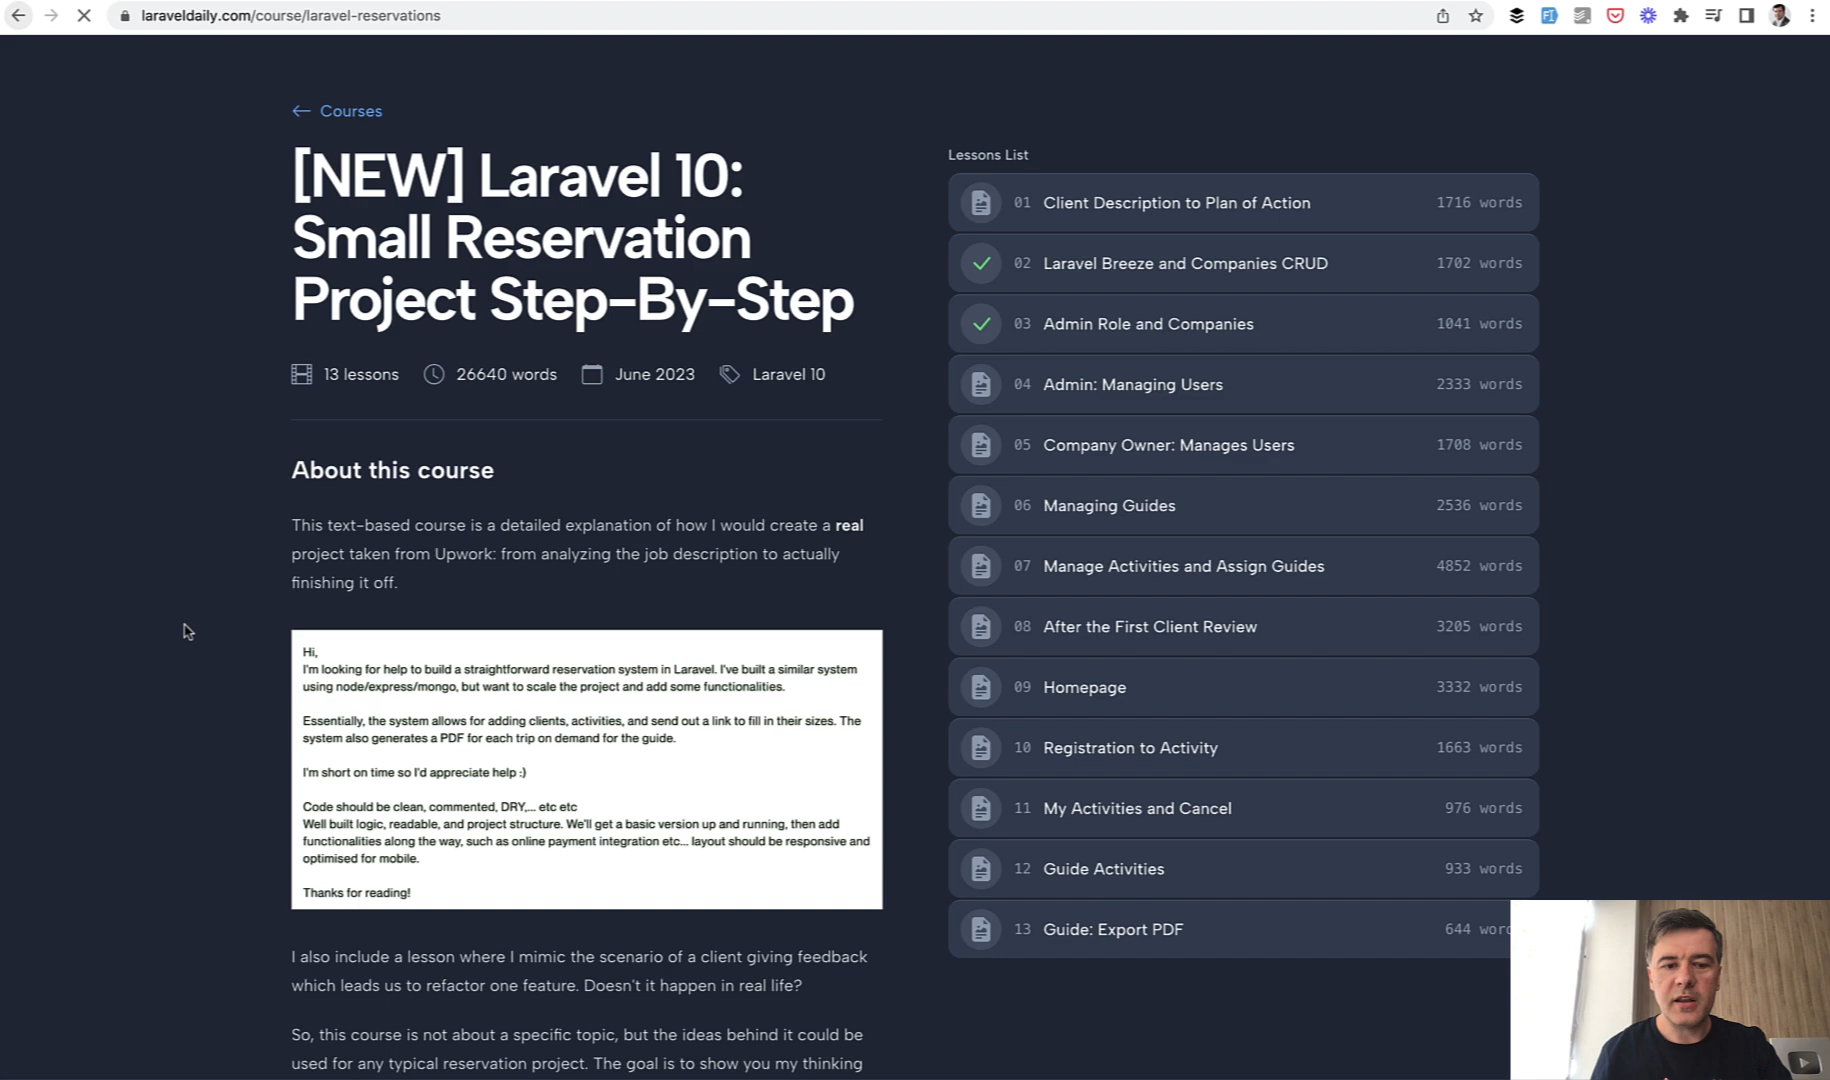 laraveldaily.com/course/laravel-reservations
← Courses
[NEW] Laravel 10:
Small Reservation
Project Step-By-Step
13 lessons 26640 words June 2023 Laravel 10
About this course
This text-based course is a detailed explanation of how I would create a real
project taken from Upwork: from analyzing the job description to actually
finishing it off.
Hi,
I'm looking for help to build a straightforward reservation system in Laravel. I've built a similar system
using node/express/mongo, but want to scale the project and add some functionalities.
Essentially, the system allows for adding clients, activities, and send out a link to fill in their sizes. The
system also generates a PDF for each trip on demand for the guide.
I'm short on time so I'd appreciate help :)
Code should be clean, commented, DRY,... etc etc
Well built logic, readable, and project structure. We'll get a basic version up and running, then add
functionalities along the way, such as online payment integration etc... layout should be responsive and
optimised for mobile.
Thanks for reading!
I also include a lesson where I mimic the scenario of a client giving feedback
which leads us to refactor one feature. Doesn't it happen in real life?
So, this course is not about a specific topic, but the ideas behind it could be
used for any typical reservation project. The goal is to show you my thinking
Lessons List
01 Client Description to Plan of Action 1716 words
02 Laravel Breeze and Companies CRUD 1702 words
03 Admin Role and Companies 1041 words
04 Admin: Managing Users 2333 words
05 Company Owner: Manages Users 1708 words
06 Managing Guides 2536 words
07 Manage Activities and Assign Guides 4852 words
08 After the First Client Review 3205 words
09 Homepage 3332 words
10 Registration to Activity 1663 words
11 My Activities and Cancel 976 words
12 Guide Activities 933 words
13 Guide: Export PDF 644 word